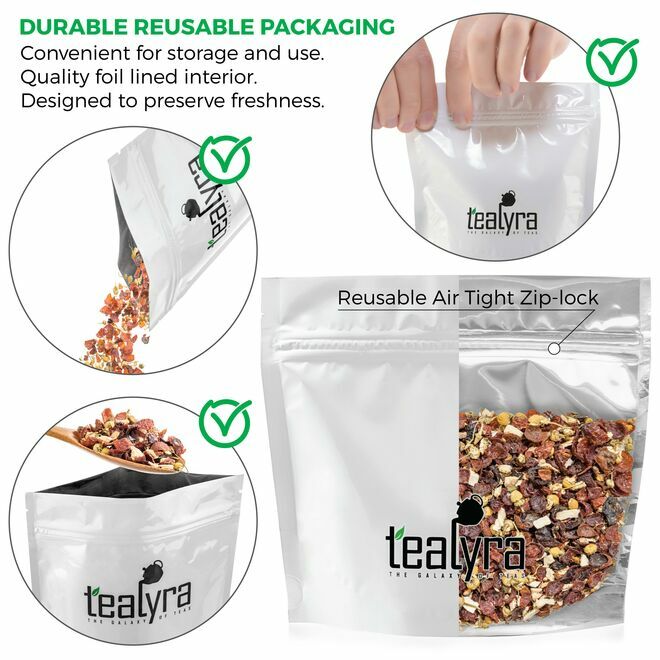 DURABLE REUSABLE PACKAGING
Convenient for storage and use.
Quality foil lined interior.
Designed to preserve freshness.
tealyra
THE GALAXY OF TEAS
tealyra
Reusable Air Tight Zip-lock
tealyra
THE GALAXY OF TEAS
tealyra
THE GALAXY OF TEAS